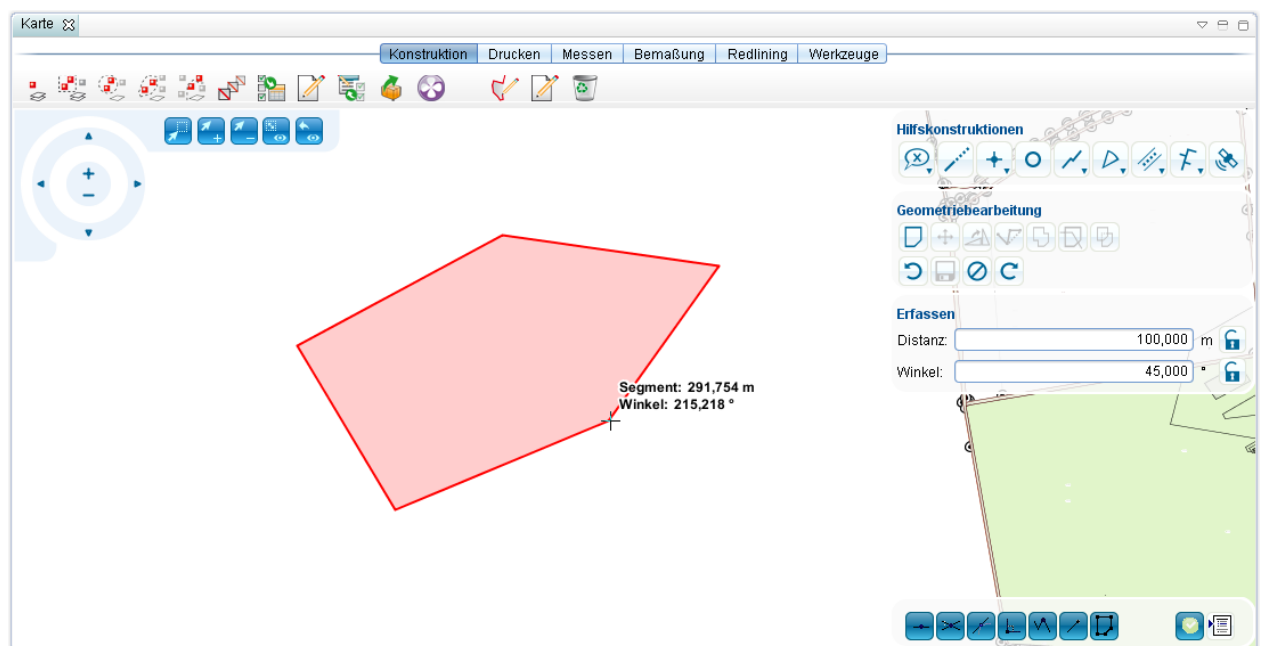 Karte
Konstruktion Drucken Messen Bemaßung Redlining Werkzeuge
Hilfskonstruktionen
Geometriebearbeitung
Erfassen
Distanz: 100,000 m
Winkel: 45,000 °
Segment: 291,754 m
Winkel: 215,218 °